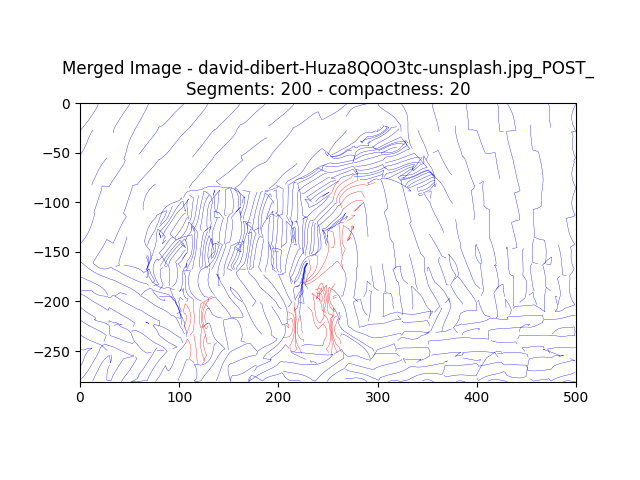 Merged Image - david-dibert-Huza8QOO3tc-unsplash.jpg_POST_
Segments: 200 - compactness: 20
0
−50
−100
−150
−200
−250
0 100 200 300 400 500